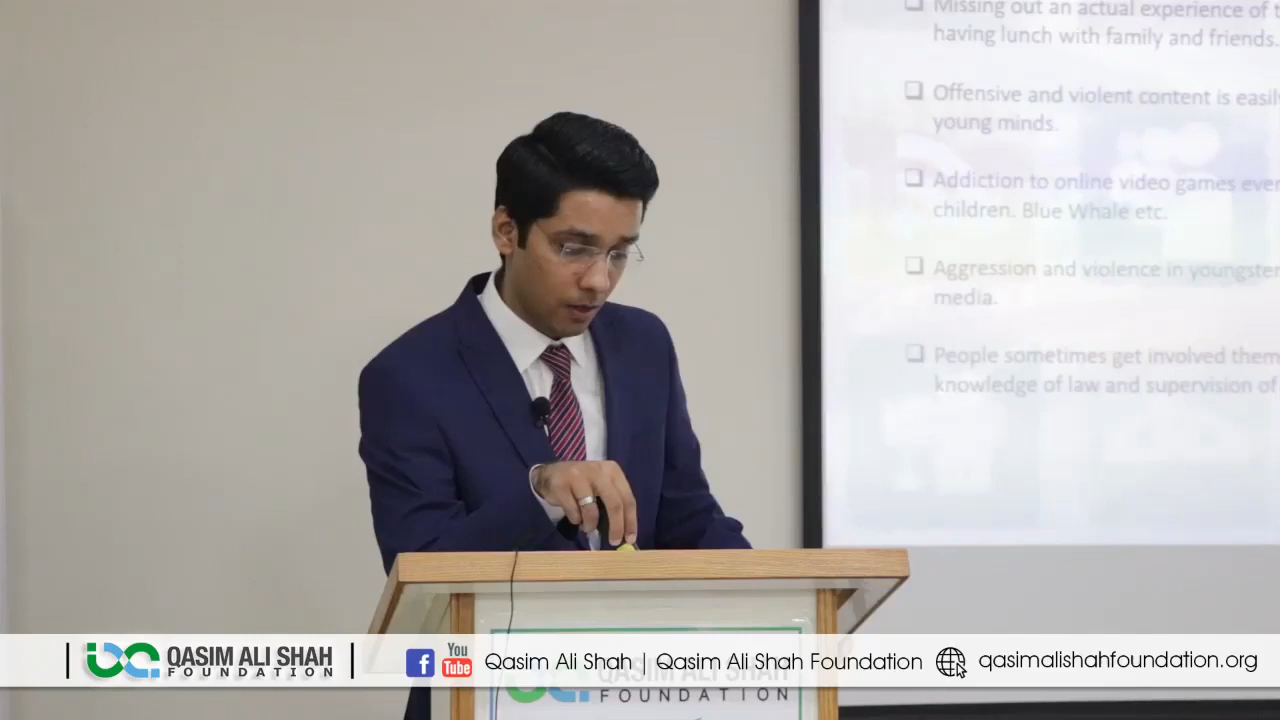 Missing out an actual experience of
having lunch with family and friends.
Offensive and violent content is easily
young minds.
Addiction to online video games even
children. Blue Whale etc.
Aggression and violence in youngster
media.
People sometimes get involved them
knowledge of law and supervision of
QASIM ALI SHAH
FOUNDATION
You
Tube
Qasim Ali Shah | Qasim Ali Shah Foundation
qasimalishahfoundation.org
QASIM ALI SHAH
FOUNDATION